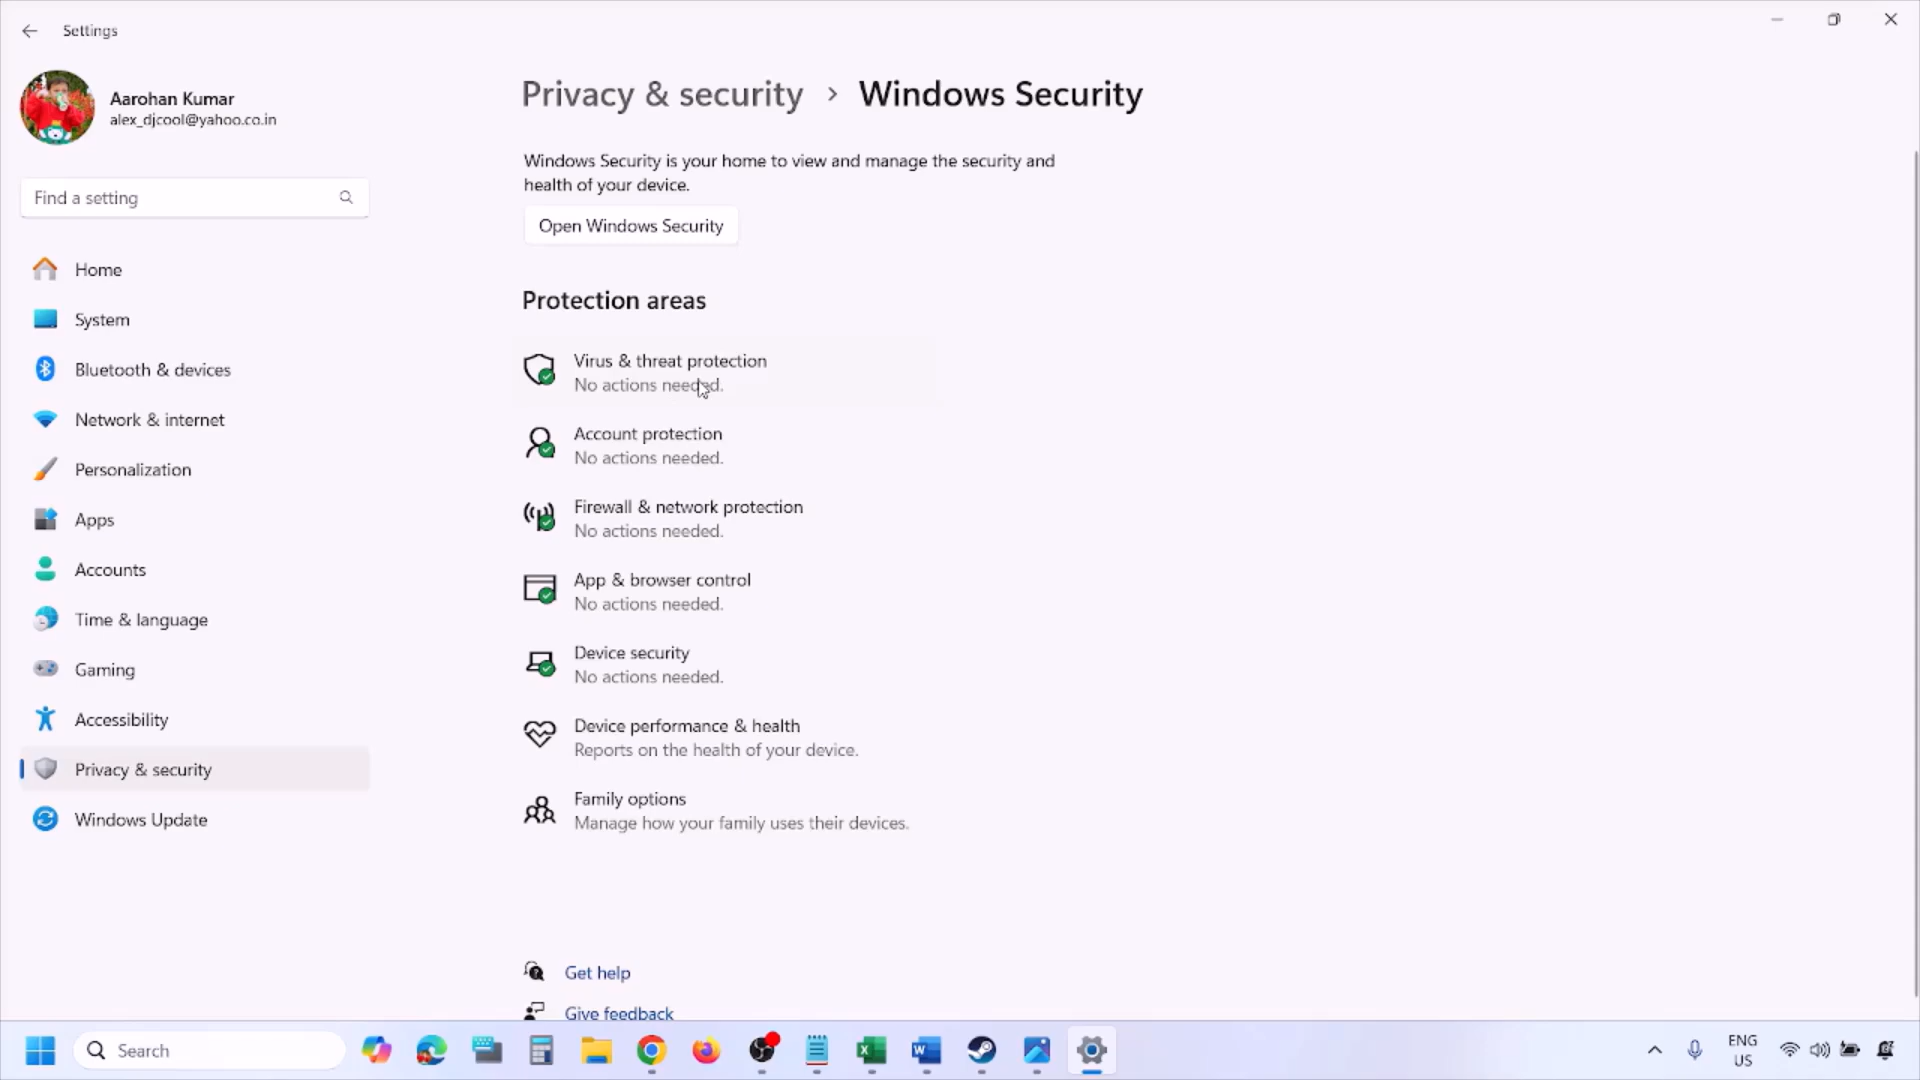 Settings
Aarohan Kumar
alex_djcool@yahoo.co.in
Find a setting
Home
System
Bluetooth & devices
Network & internet
Personalization
Apps
Accounts
Time & language
Gaming
Accessibility
Privacy & security
Windows Update
Privacy & security > Windows Security
Windows Security is your home to view and manage the security and
health of your device.
Open Windows Security
Protection areas
Virus & threat protection
No actions needed.
Account protection
No actions needed.
Firewall & network protection
No actions needed.
App & browser control
No actions needed.
Device security
No actions needed.
Device performance & health
Reports on the health of your device.
Family options
Manage how your family uses their devices.
Get help
Give feedback
Search
ENG
US